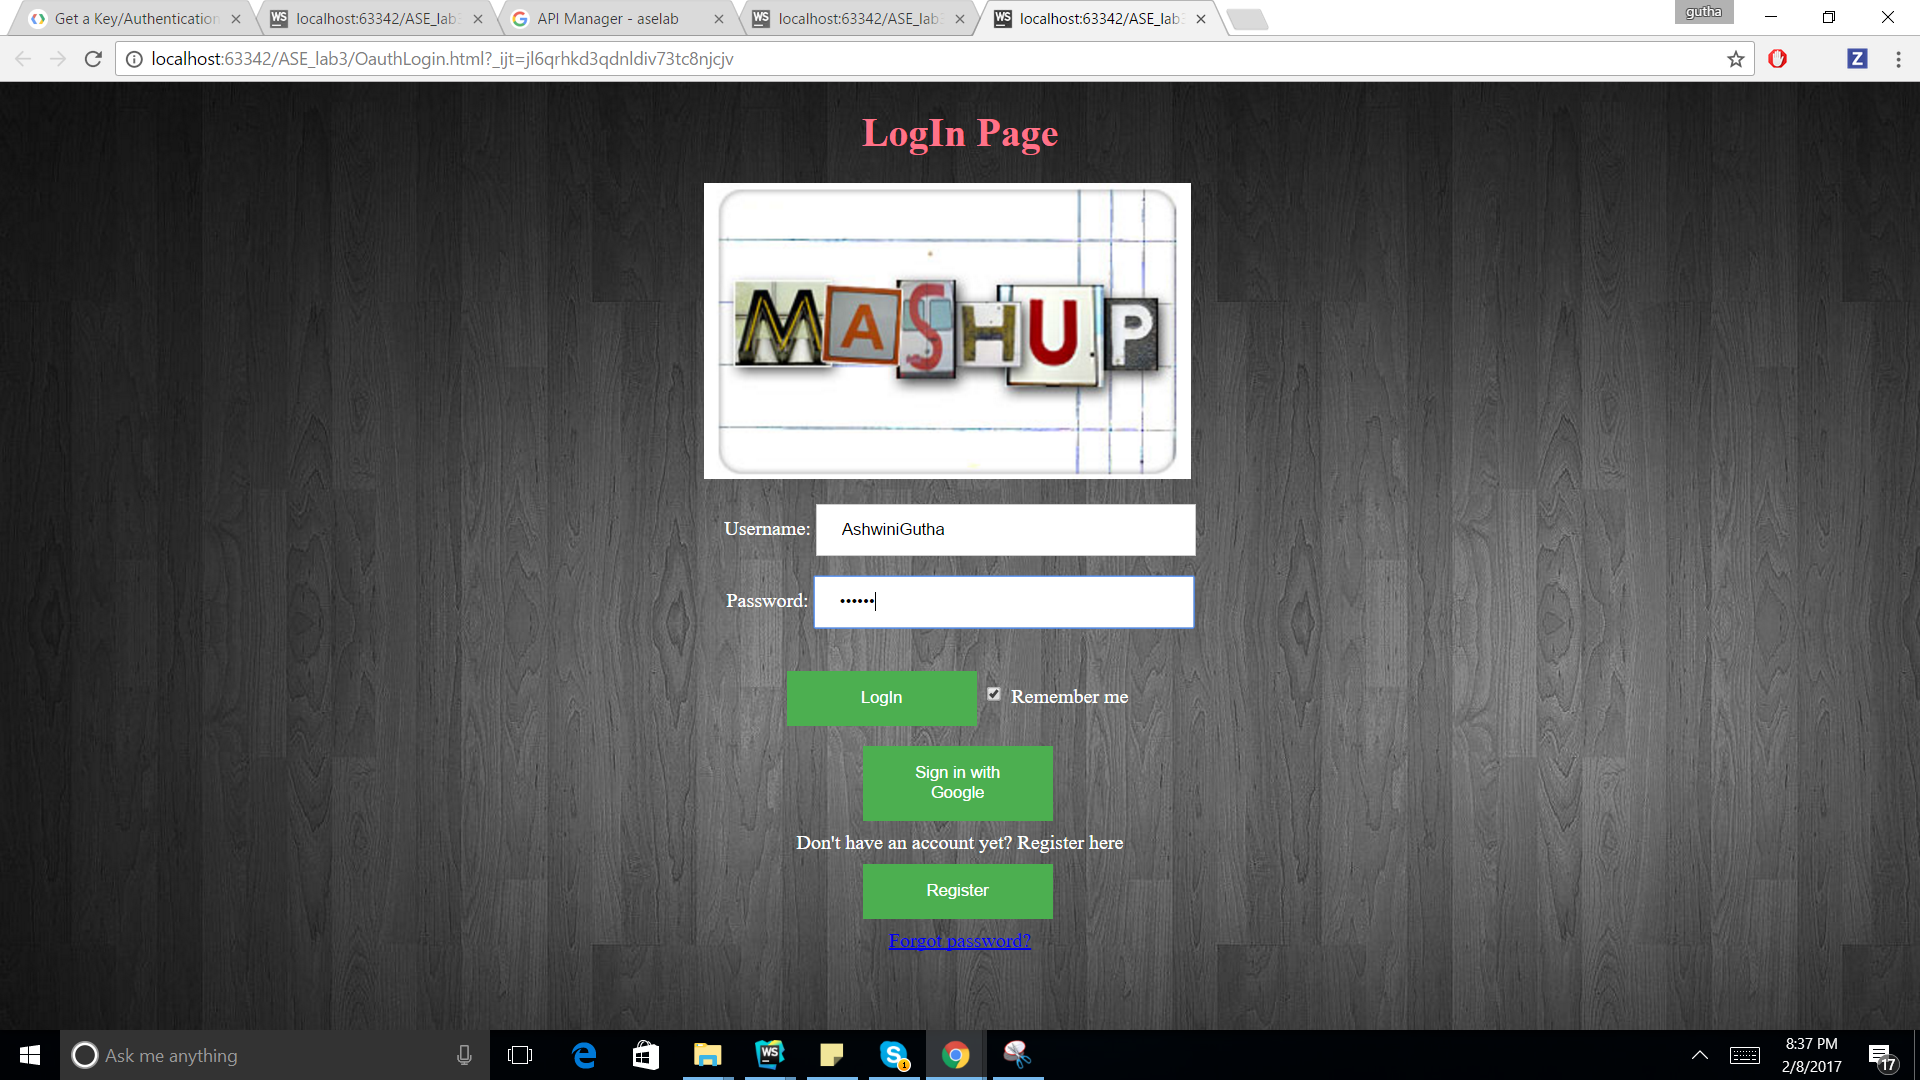 gutha
Get a Key/Authentication
localhost:63342/ASE_lab
API Manager - aselab
localhost:63342/ASE_lab
localhost:63342/ASE_lab
localhost:63342/ASE_lab3/OauthLogin.html?_ijt=jl6qrhkd3qdnldiv73tc8njcjv
Z
LogIn Page
MASHUP
Username: AshwiniGutha
Password: ••••••
LogIn Remember me
Sign in with
Google
Don't have an account yet? Register here
Register
Forgot password?
Ask me anything
WS
1
8:37 PM
2/8/2017
17